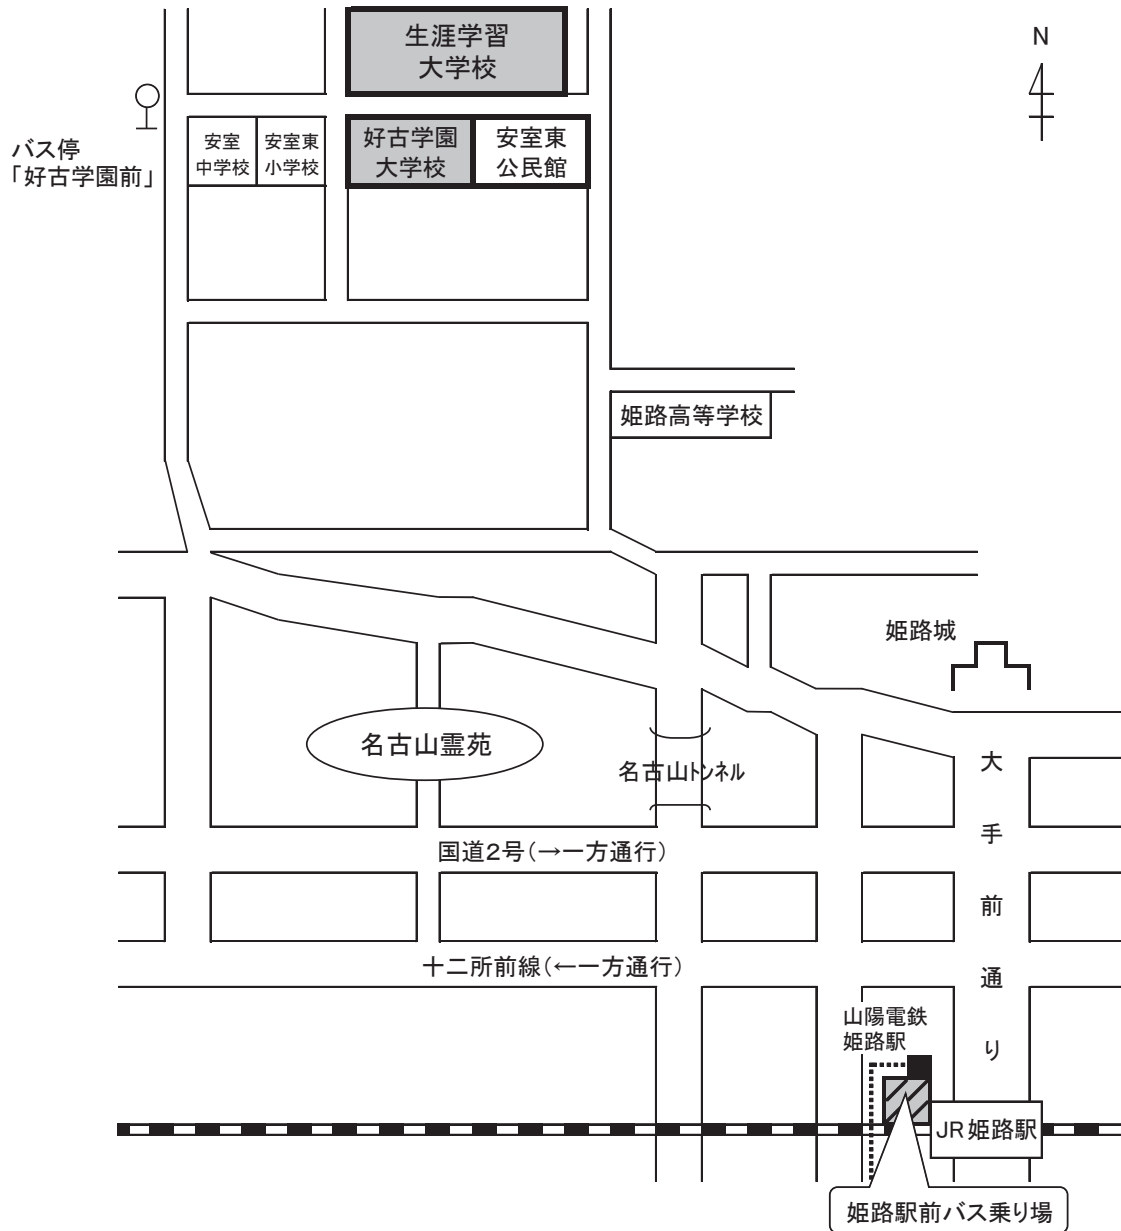 生涯学習
大学校
N
バス停
「好古学園前」
安室
中学校
安室東
小学校
好古学園
大学校
安室東
公民館
姫路高等学校
姫路城
名古山霊苑
名古山トンネル
大手前通り
国道2号(→一方通行)
十二所前線(←一方通行)
山陽電鉄
姫路駅
JR姫路駅
姫路駅前バス乗り場